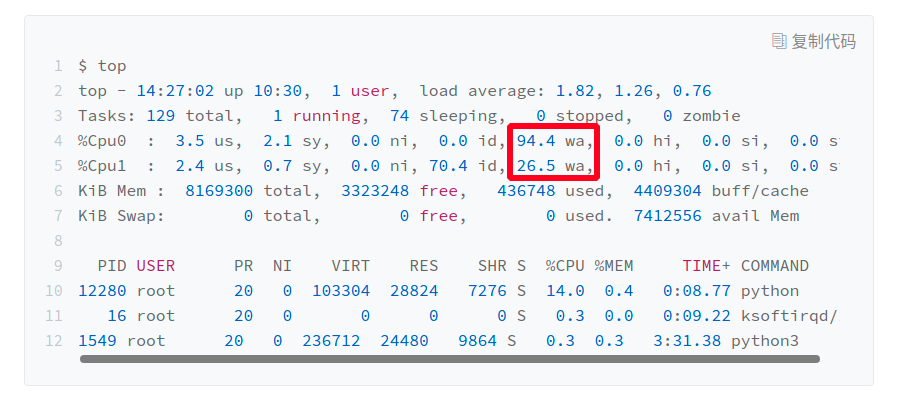 复制代码
1 $ top
2 top - 14:27:02 up 10:30,  1 user,  load average: 1.82, 1.26, 0.76
3 Tasks: 129 total,   1 running,  74 sleeping,   0 stopped,   0 zombie
4 %Cpu0  :  3.5 us,  2.1 sy,  0.0 ni,  0.0 id, 94.4 wa,  0.0 hi,  0.0 si,  0.0 s
5 %Cpu1  :  2.4 us,  0.7 sy,  0.0 ni, 70.4 id, 26.5 wa,  0.0 hi,  0.0 si,  0.0 s
6 KiB Mem :  8169300 total,  3323248 free,   436748 used,  4409304 buff/cache
7 KiB Swap:        0 total,        0 free,        0 used.  7412556 avail Mem
8
9   PID USER      PR  NI    VIRT    RES    SHR S  %CPU %MEM     TIME+ COMMAND
10 12280 root      20   0  103304  28824   7276 S  14.0  0.4   0:08.77 python
11    16 root      20   0       0      0      0 S   0.3  0.0   0:09.22 ksoftirqd/
12 1549 root      20   0  236712  24480   9864 S   0.3  0.3   3:31.38 python3